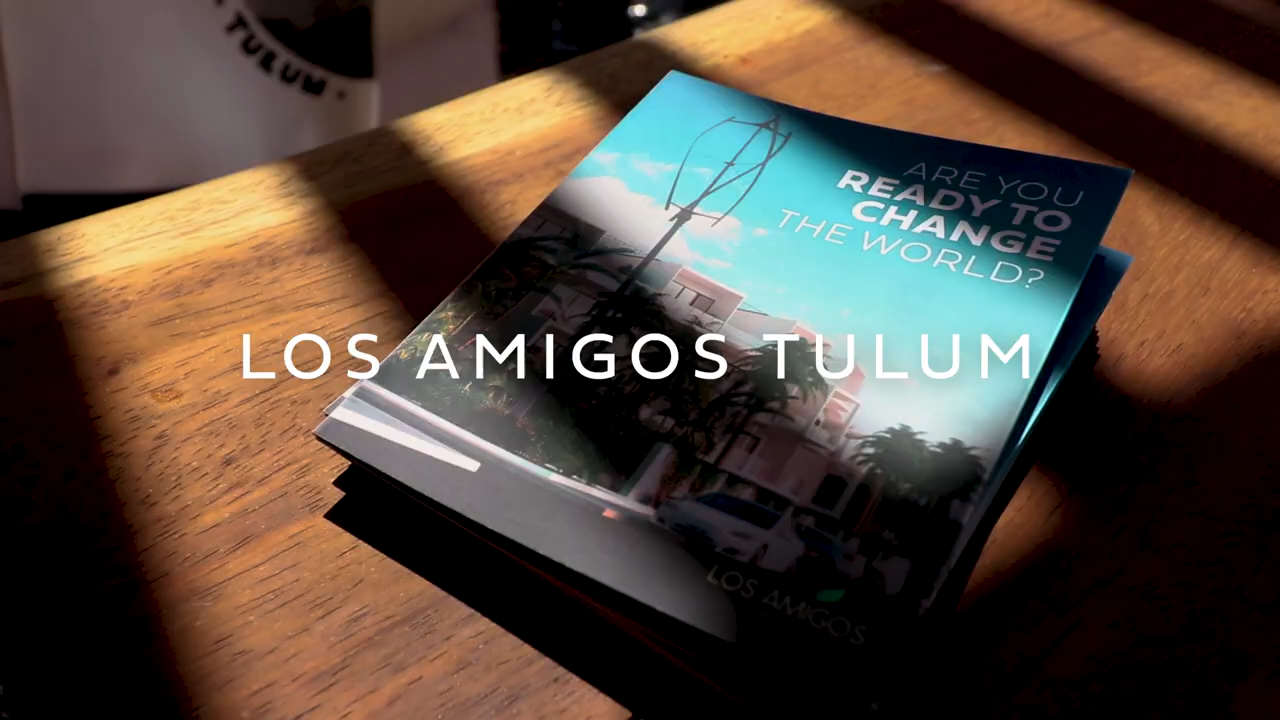 TULUM
ARE YOU
READY TO
CHANGE
THE WORLD?
LOS AMIGOS TULUM
LOS AMIGOS